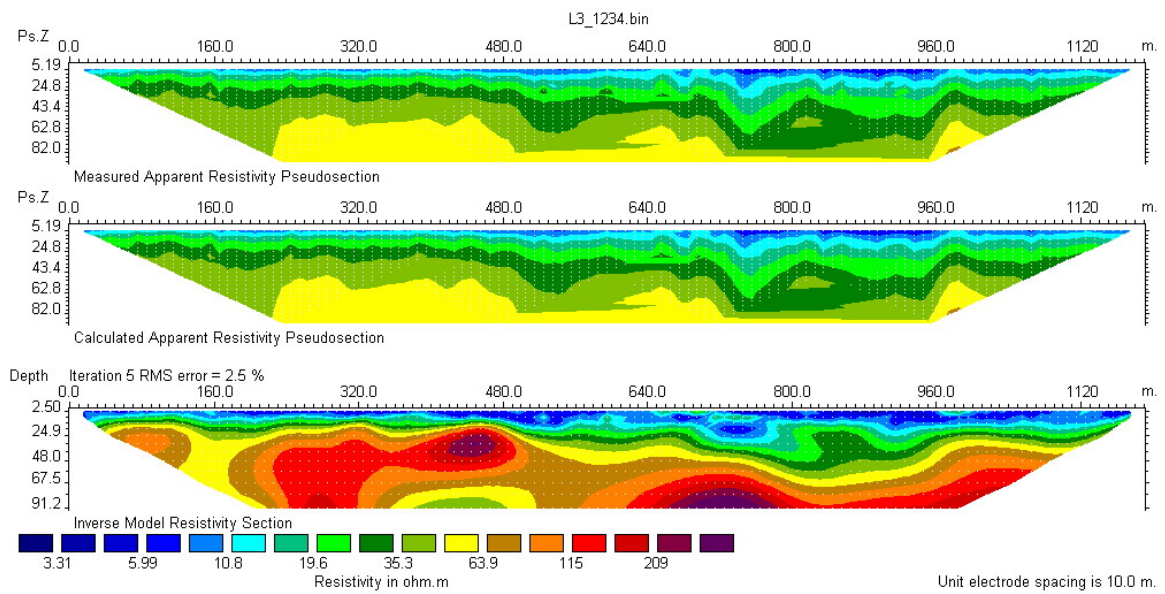 L3_1234.bin
Ps.Z 0.0 160.0 320.0 480.0 640.0 800.0 960.0 1120 m.
5.19
24.8
43.4
62.8
82.0
Measured Apparent Resistivity Pseudosection
Ps.Z 0.0 160.0 320.0 480.0 640.0 800.0 960.0 1120 m.
5.19
24.8
43.4
62.8
82.0
Calculated Apparent Resistivity Pseudosection
Depth Iteration 5 RMS error = 2.5 %
0.0 160.0 320.0 480.0 640.0 800.0 960.0 1120 m.
2.50
24.9
48.0
67.5
91.2
Inverse Model Resistivity Section
3.31 5.99 10.8 19.6 35.3 63.9 115 209
Resistivity in ohm.m Unit electrode spacing is 10.0 m.